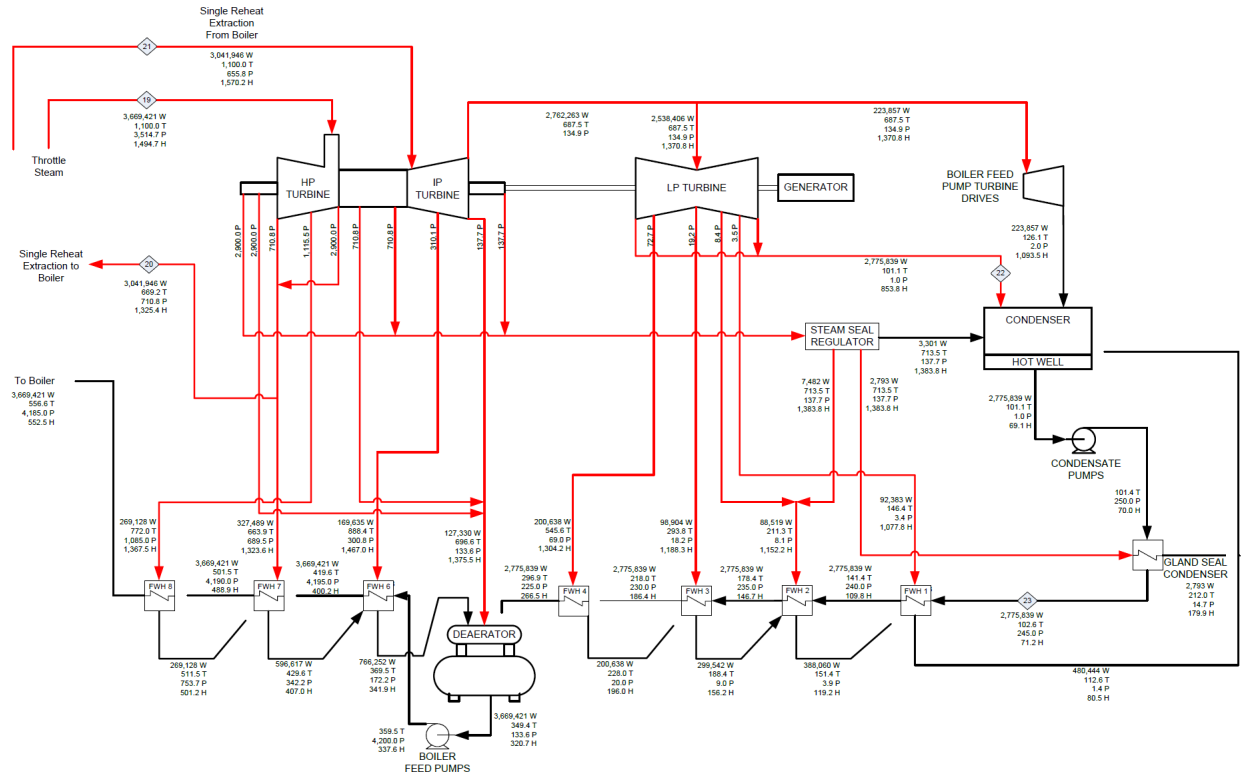 Single Reheat
Extraction
From Boiler
21
3,041,946 W
1,100.0 T
655.8 P
1,570.2 H
19
3,669,421 W
1,100.0 T
3,514.7 P
1,494.7 H
Throttle
Steam
2,762,263 W
687.5 T
134.9 P
2,538,406 W
687.5 T
134.9 P
1,370.8 H
223,857 W
687.5 T
134.9 P
1,370.8 H
HP
TURBINE
IP
TURBINE
LP TURBINE
GENERATOR
BOILER FEED
PUMP TURBINE
DRIVES
2,900.0 P
2,900.0 P
710.8 P
1,115.5 P
2,900.0 P
710.8 P
710.8 P
310.1 P
137.7 P
137.7 P
72.7 P
19.2 P
8.4 P
3.5 P
223,857 W
126.1 T
2.0 P
1,093.5 H
Single Reheat
Extraction to
Boiler
20
3,041,946 W
669.2 T
710.8 P
1,325.4 H
2,775,839 W
101.1 T
1.0 P
853.8 H
22
CONDENSER
HOT WELL
STEAM SEAL
REGULATOR
3,301 W
713.5 T
137.7 P
1,383.8 H
7,482 W
713.5 T
137.7 P
1,383.8 H
2,793 W
713.5 T
137.7 P
1,383.8 H
To Boiler
3,669,421 W
556.6 T
4,185.0 P
552.5 H
2,775,839 W
101.1 T
1.0 P
69.1 H
CONDENSATE
PUMPS
101.4 T
250.0 P
70.0 H
269,128 W
772.0 T
1,085.0 P
1,367.5 H
327,489 W
663.9 T
689.5 P
1,323.6 H
169,635 W
888.4 T
300.8 P
1,467.0 H
127,330 W
696.6 T
133.6 P
1,375.5 H
200,638 W
545.6 T
69.0 P
1,304.2 H
98,904 W
293.8 T
18.2 P
1,188.3 H
88,519 W
211.3 T
8.1 P
1,152.2 H
92,383 W
146.4 T
3.4 P
1,077.8 H
3,669,421 W
501.5 T
4,190.0 P
488.9 H
3,669,421 W
419.6 T
4,195.0 P
400.2 H
2,775,839 W
296.9 T
225.0 P
266.5 H
2,775,839 W
218.0 T
230.0 P
186.4 H
2,775,839 W
178.4 T
235.0 P
146.7 H
2,775,839 W
141.4 T
240.0 P
109.8 H
FWH 8
FWH 7
FWH 6
FWH 4
FWH 3
FWH 2
FWH 1
GLAND SEAL
CONDENSER
2,793 W
212.0 T
14.7 P
179.9 H
23
2,775,839 W
102.6 T
245.0 P
71.2 H
DEAERATOR
269,128 W
511.5 T
753.7 P
501.2 H
596,617 W
429.6 T
342.2 P
407.0 H
766,252 W
369.5 T
172.2 P
341.9 H
200,638 W
228.0 T
20.0 P
196.0 H
299,542 W
188.4 T
9.0 P
156.2 H
388,060 W
151.4 T
3.9 P
119.2 H
480,444 W
112.6 T
1.4 P
80.5 H
3,669,421 W
349.4 T
133.6 P
320.7 H
359.5 T
4,200.0 P
337.6 H
BOILER
FEED PUMPS